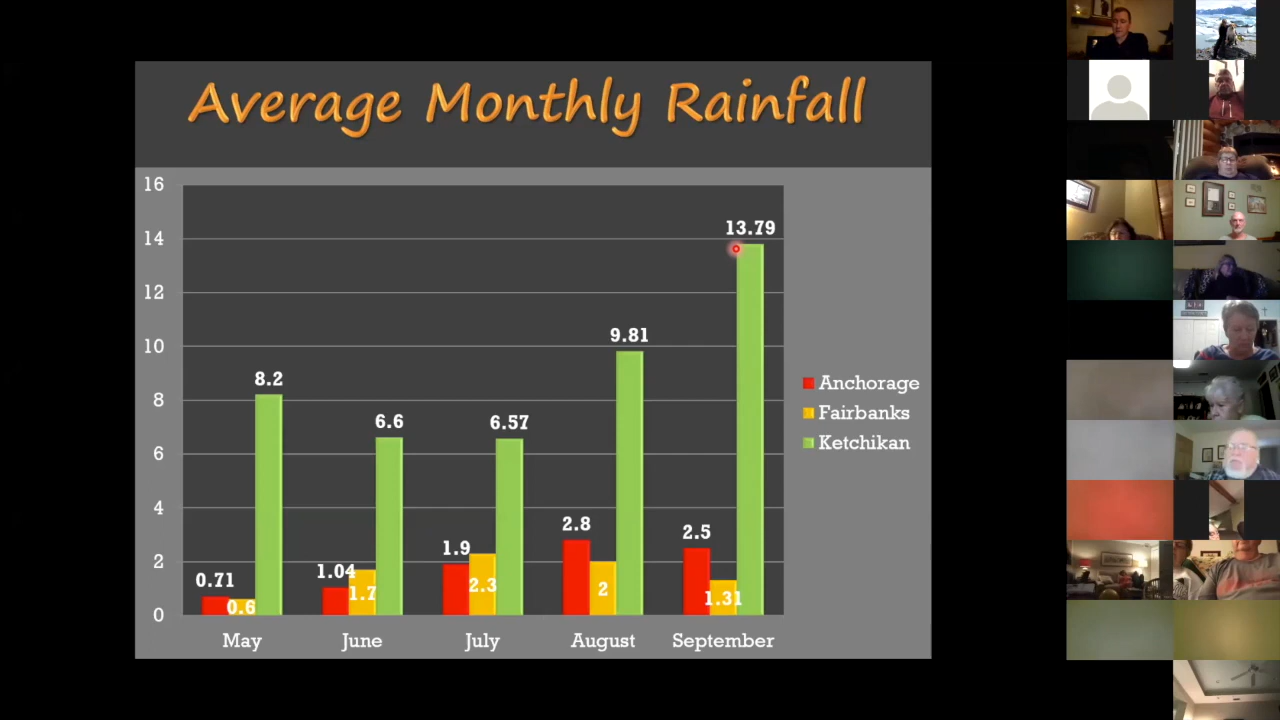 Average Monthly Rainfall
16
14
12
10
8
6
4
2
0
0.71
0.6
8.2
1.04
1.7
6.6
1.9
2.3
6.57
2.8
2
9.81
2.5
1.31
13.79
May
June
July
August
September
Anchorage
Fairbanks
Ketchikan